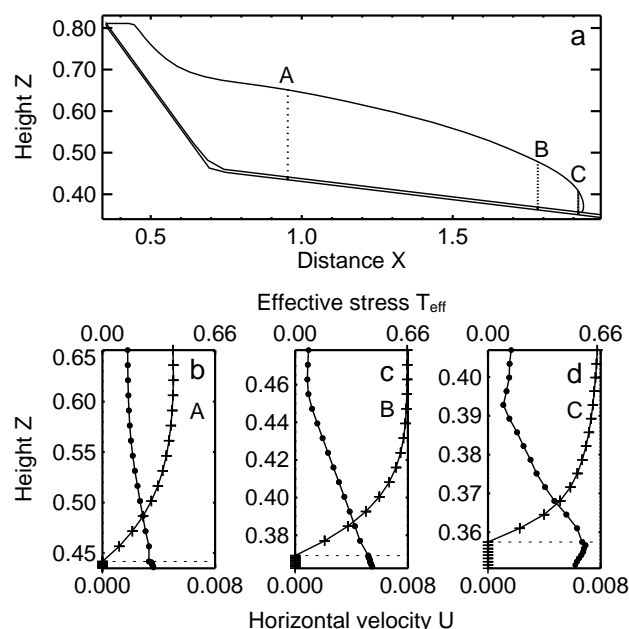 a
0.80
0.70
0.60
0.50
0.40
Height Z
A
B
C
0.5 1.0 1.5
Distance X
Effective stress Teff
0.00 0.66 0.00 0.66 0.00 0.66
0.65
0.60
0.55
0.50
0.45
Height Z
b
A
0.46
0.44
0.42
0.40
0.38
c
B
0.40
0.39
0.38
0.37
0.36
d
C
0.000 0.008 0.000 0.008 0.000 0.008
Horizontal velocity U